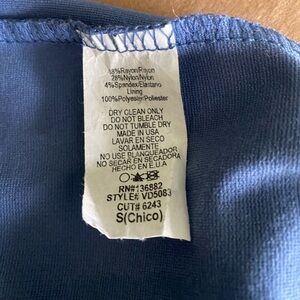 8%Rayon/Rayon
28%Nylon/Nylon
4%Spandex/Elastano
Lining
100%Polyester/Poliester
DRY CLEAN ONLY
DO NOT BLEACH
DO NOT TUMBLE DRY
MADE IN USA
LAVAR EN SECO
SOLAMENTE
NO USE BLANQUEADOR
NO SECAR EN SECADORA
HECHO EN E.U.A
RN#136882
STYLE# VD5083
CUT# 6243
S(Chico)